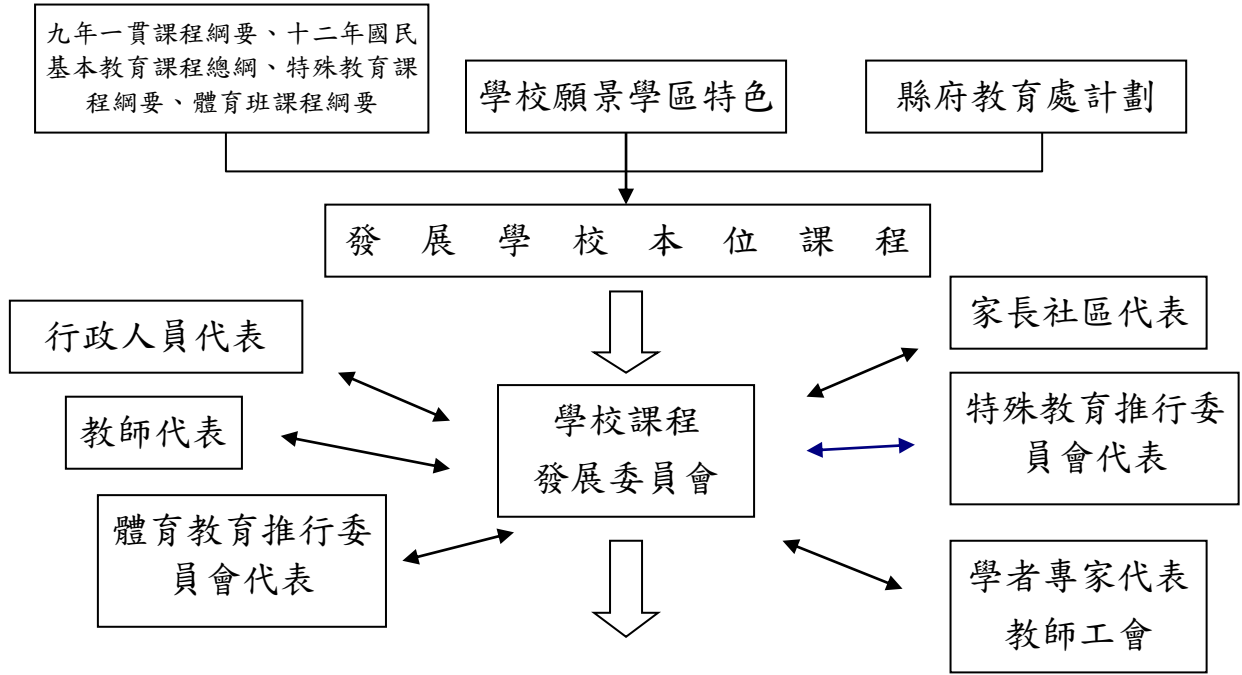 九年一貫課程綱要、十二年國民
基本教育課程總綱、特殊教育課
程綱要、體育班課程綱要
學校願景學區特色
縣府教育處計劃
發展學校本位課程
行政人員代表
教師代表
體育教育推行委
員會代表
學校課程
發展委員會
家長社區代表
特殊教育推行委
員會代表
學者專家代表
教師工會